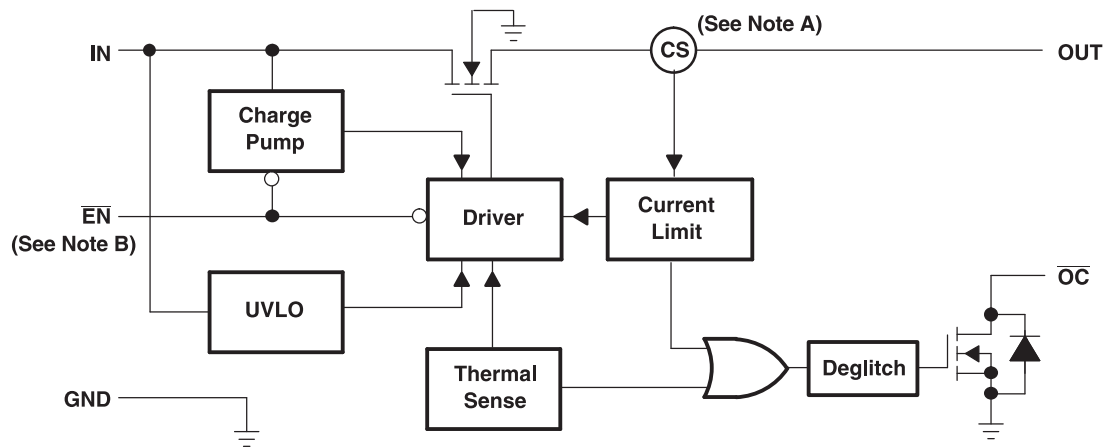 (See Note A)
IN
CS
OUT
Charge
Pump
EN
(See Note B)
Driver
Current
Limit
UVLO
OC
Thermal
Sense
Deglitch
GND